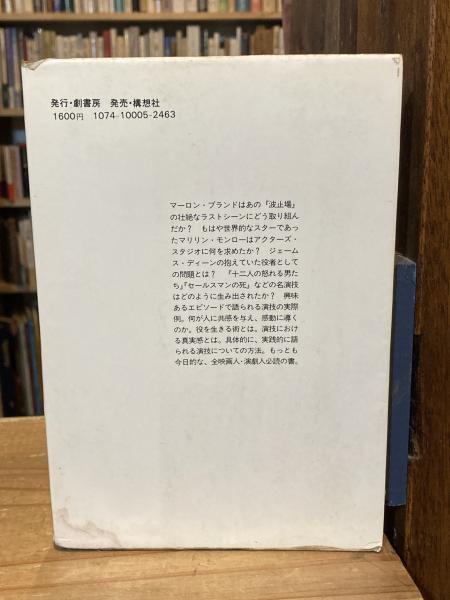 発行・劇書房　発売・構想社
1600円　1074-10005-2463
マーロン・ブランドはあの『波止場』
の壮絶なラストシーンにどう取り組ん
だか？　もはや世界的なスターであっ
たマリリン・モンローはアクターズ・
スタジオに何を求めたか？　ジェーム
ス・ディーンの抱えていた役者として
の問題とは？　『十二人の怒れる男た
ち』『セールスマンの死』などの名演技
はどのように生み出されたか？　興味
あるエピソードで語られる演技の実際
例。何が人に共感を与え、感動に導く
のか。役を生きる術とは。演技におけ
る真実感とは。具体的に、実践的に語
られる演技についての方法。もっとも
今日的な、全映画人・演劇人必読の書。